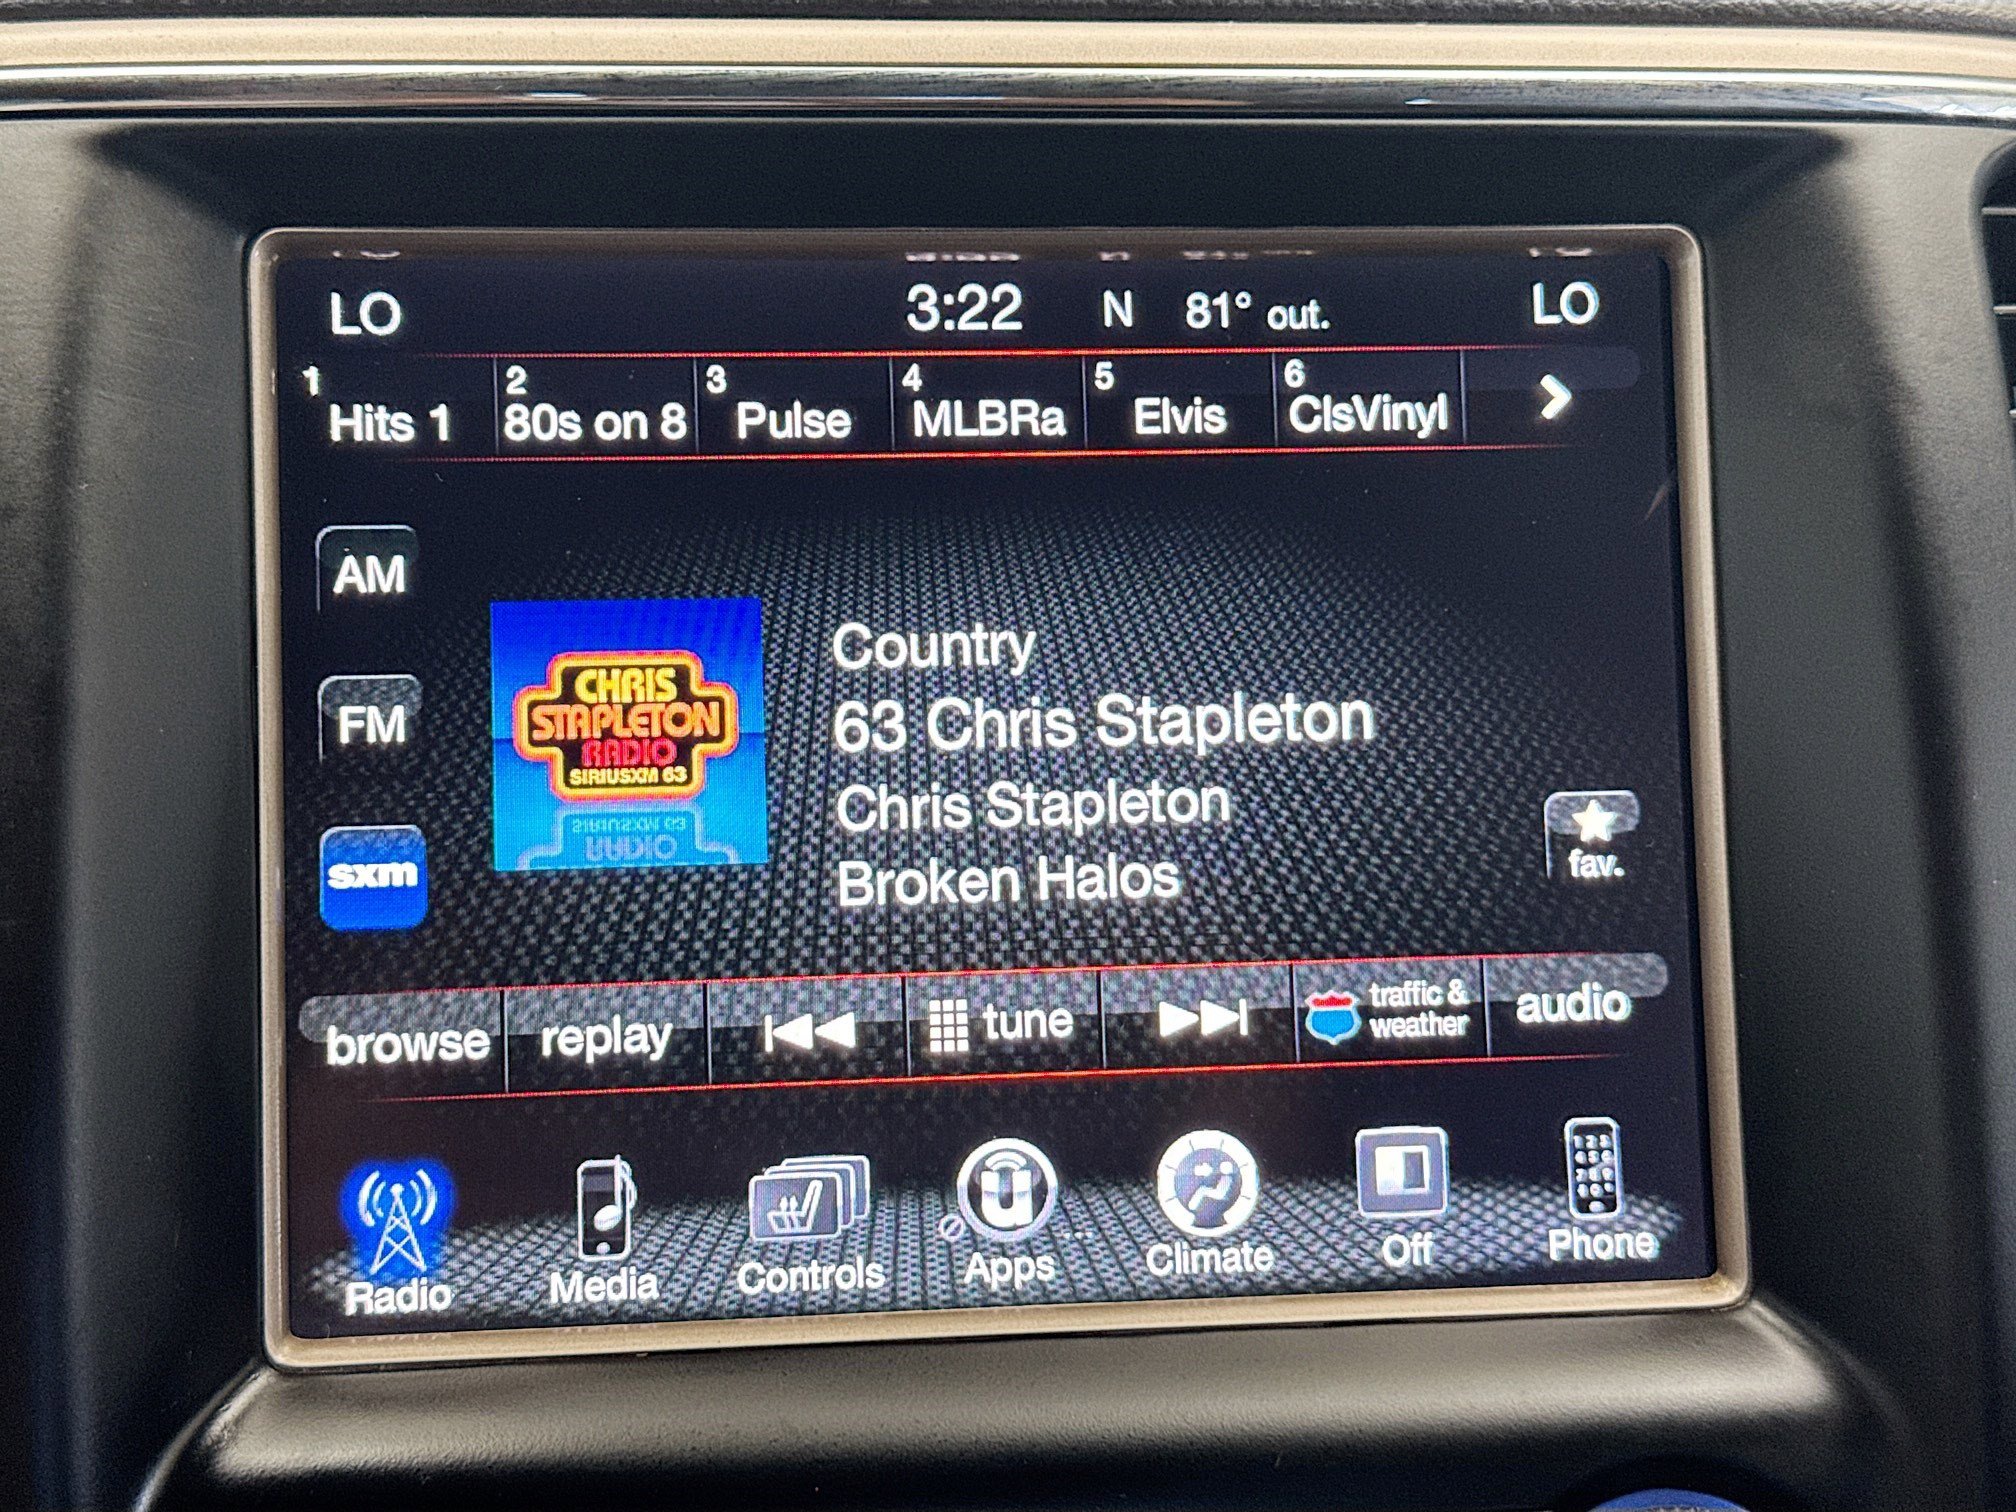 LO 3:22 N 81° out. LO
1 Hits 1 2 80s on 8 3 Pulse 4 MLBRa 5 Elvis 6 ClsVinyl
AM
FM
sxm
CHRIS
STAPLETON
RADIO
SIRIUSXM 63
Country
63 Chris Stapleton
Chris Stapleton
Broken Halos
fav.
browse replay tune traffic & weather audio
Radio Media Controls Apps ... Climate Off Phone